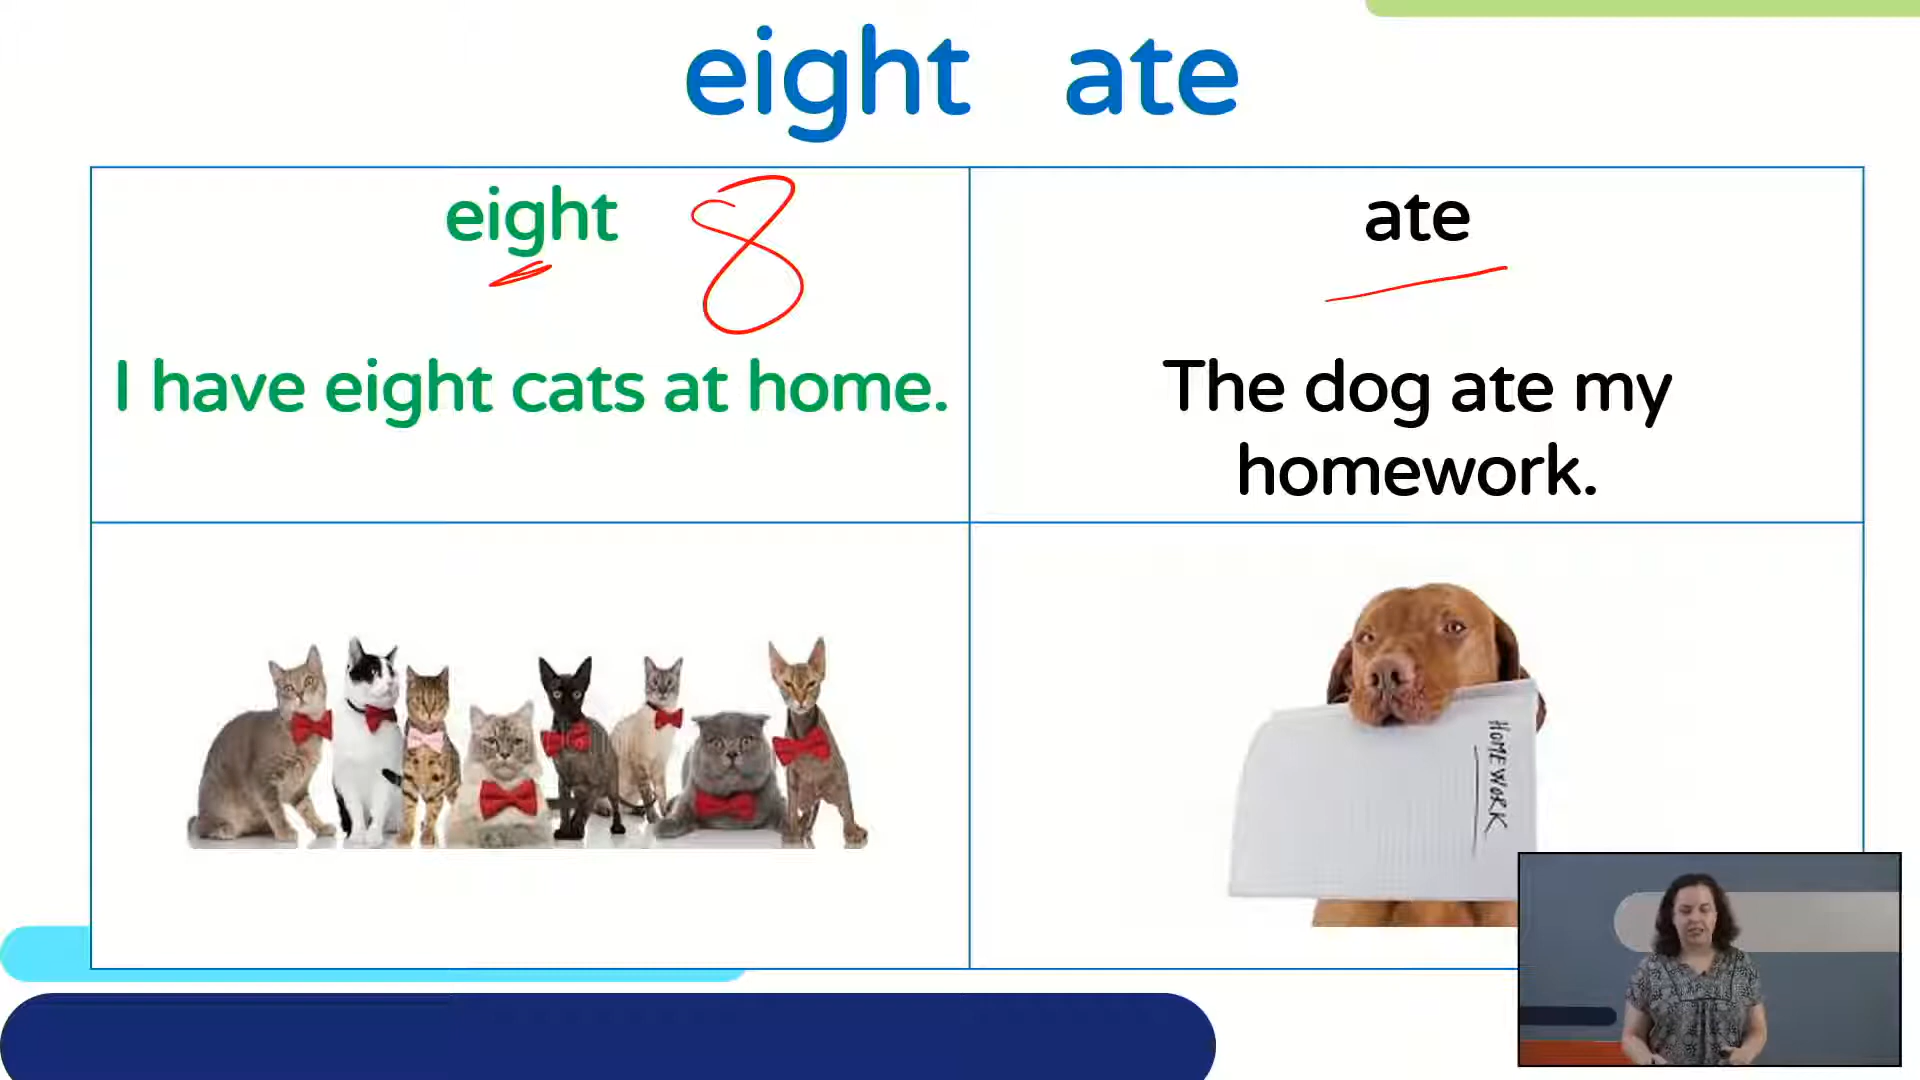 eight ate
eight 8
I have eight cats at home.
ate
The dog ate my
homework.
HOMEWORK